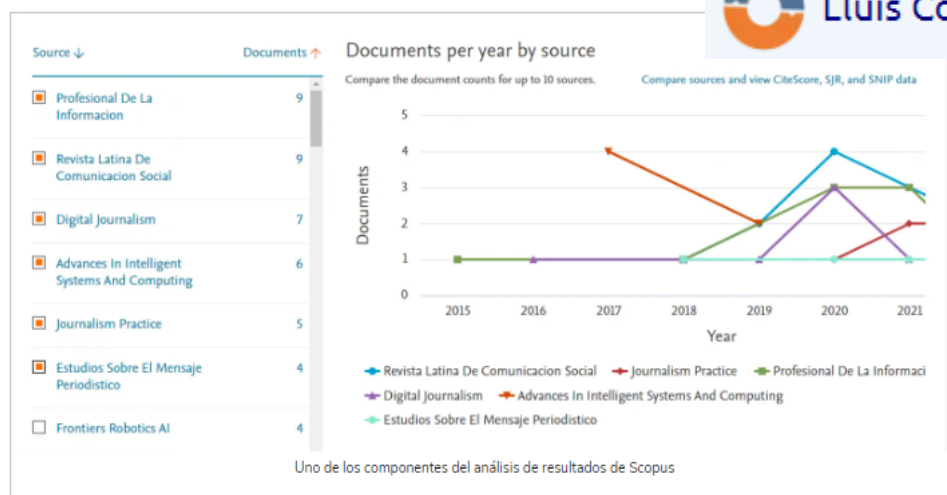 Lluís Co
Source ↓ Documents ↑
Profesional De La
Informacion 9
Revista Latina De
Comunicacion Social 9
Digital Journalism 7
Advances In Intelligent
Systems And Computing 6
Journalism Practice 5
Estudios Sobre El Mensaje
Periodistico 4
Frontiers Robotics AI 4
Documents per year by source
Compare the document counts for up to 10 sources.
Compare sources and view CiteScore, SJR, and SNIP data
5
4
3
2
1
0
Documents
2015 2016 2017 2018 2019 2020 2021
Year
Revista Latina De Comunicacion Social Journalism Practice Profesional De La Informaci
Digital Journalism Advances In Intelligent Systems And Computing
Estudios Sobre El Mensaje Periodistico
Uno de los componentes del análisis de resultados de Scopus